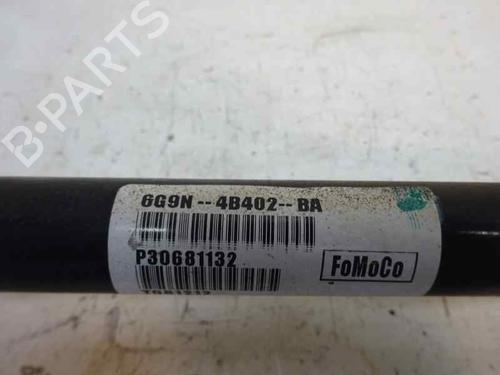 B-PARTS
6G9N -- 4B402-- BA
P30681132
FoMoCo